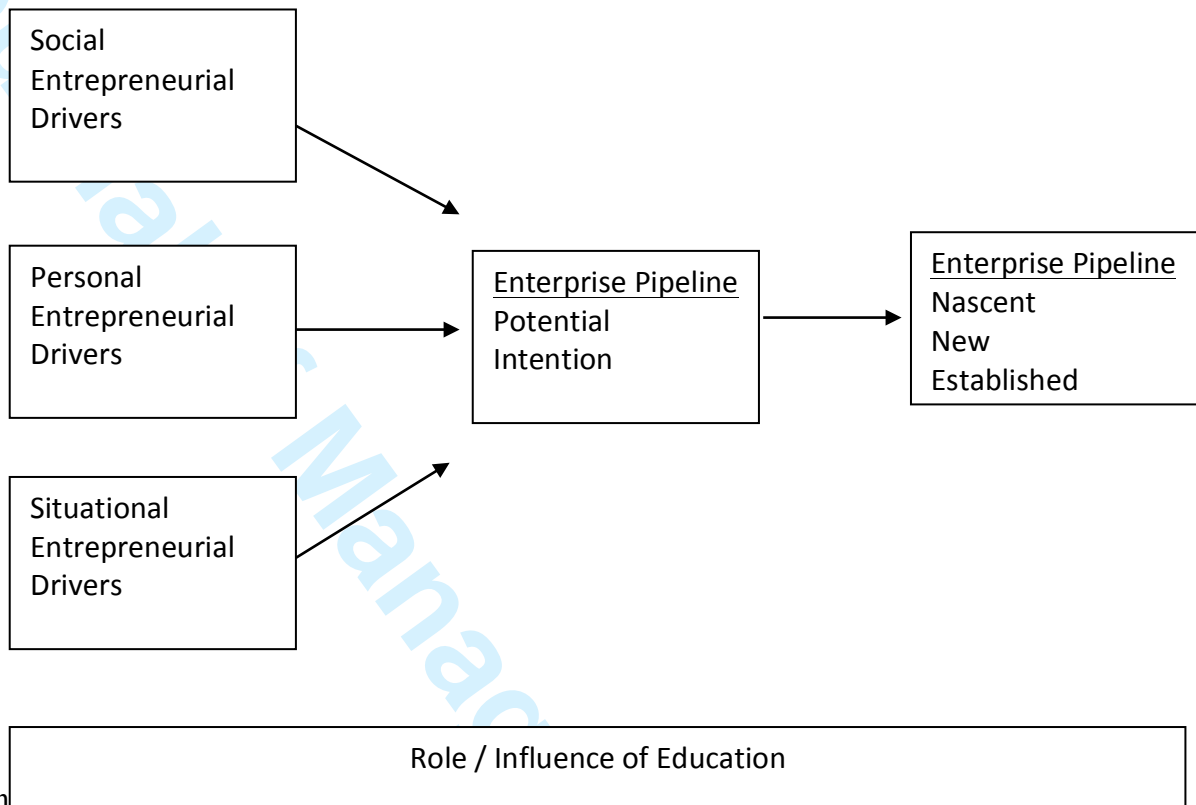 Social
Entrepreneurial
Drivers
Personal
Entrepreneurial
Drivers
Situational
Entrepreneurial
Drivers
Enterprise Pipeline
Potential
Intention
Enterprise Pipeline
Nascent
New
Established
Role / Influence of Education